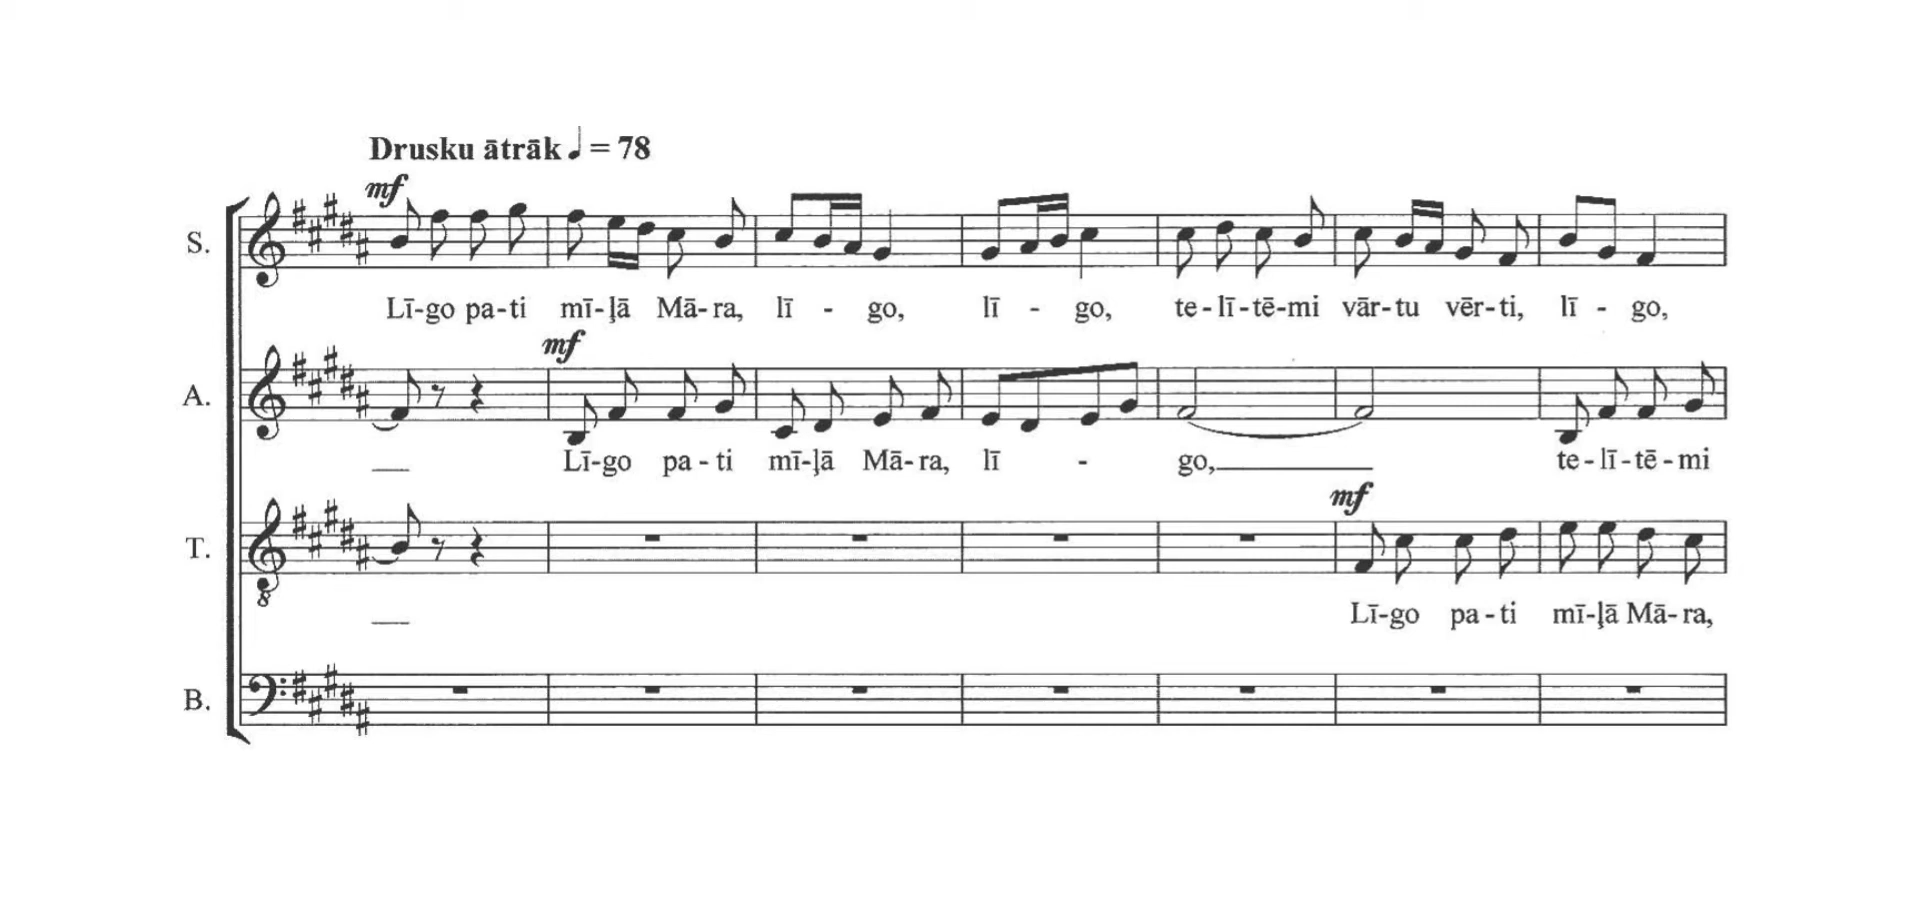 Drusku ātrāk ♩ = 78
mf
S.
Lī-go pa-ti mī-ļā Mā-ra, lī - go, lī - go, te-lī-tē-mi vār-tu vēr-ti, lī - go,
mf
A.
Lī-go pa-ti mī-ļā Mā-ra, lī - go, te-lī-tē-mi
mf
T.
8
Lī-go pa-ti mī-ļā Mā-ra,
B.